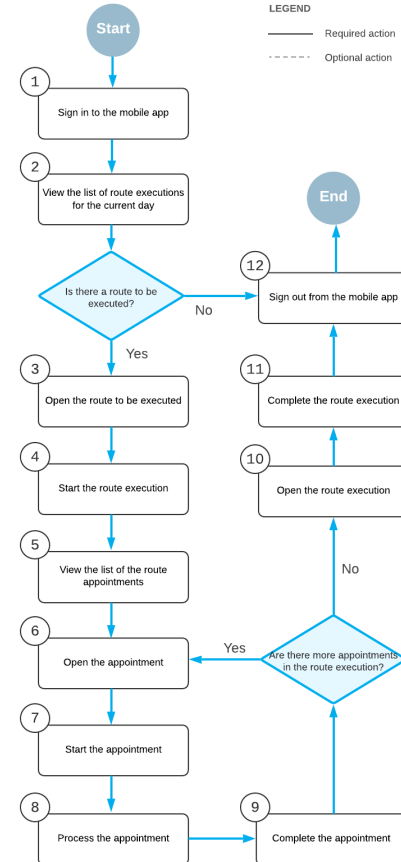 LEGEND
Required action
Optional action
Start
1
Sign in to the mobile app
2
View the list of route executions
for the current day
Is there a route to be
executed?
No
Yes
3
Open the route to be executed
4
Start the route execution
5
View the list of the route
appointments
6
Open the appointment
7
Start the appointment
8
Process the appointment
9
Complete the appointment
Are there more appointments
in the route execution?
Yes
No
10
Open the route execution
11
Complete the route execution
12
Sign out from the mobile app
End